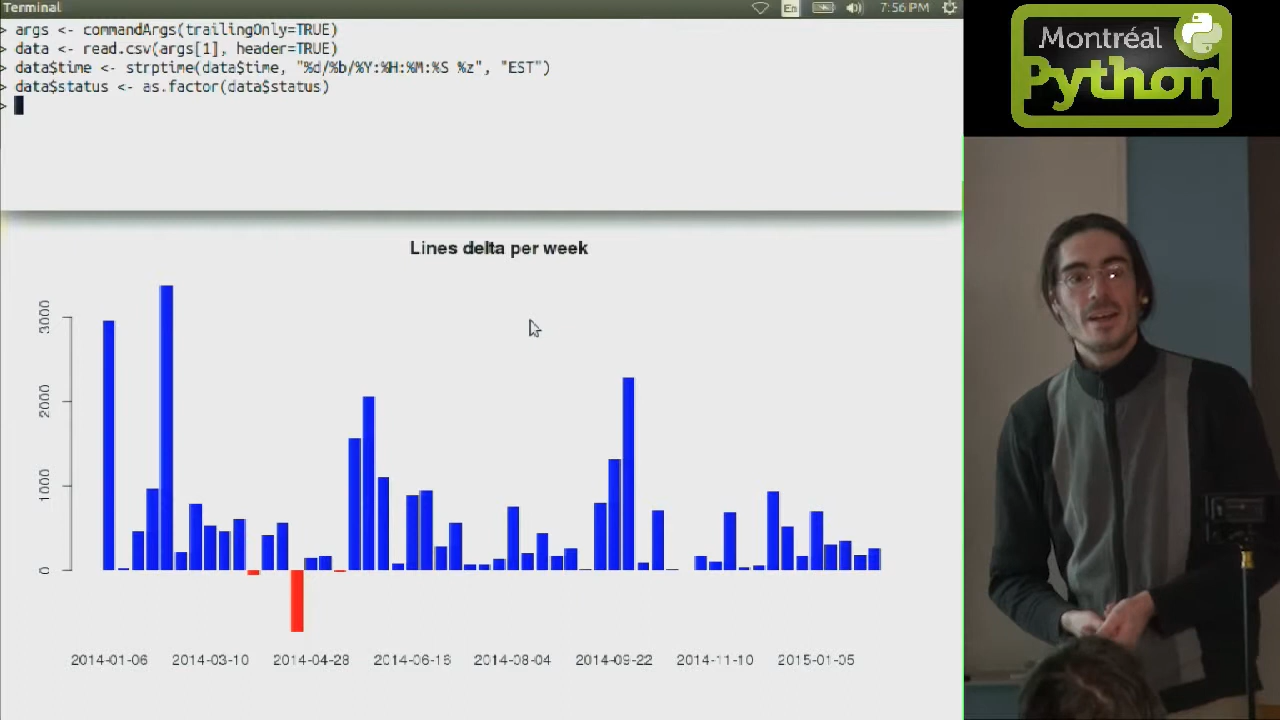 Terminal
En
7:56 PM
> args <- commandArgs(trailingOnly=TRUE)
> data <- read.csv(args[1], header=TRUE)
> data$time <- strptime(data$time, "%d/%b/%Y:%H:%M:%S %z", "EST")
> data$status <- as.factor(data$status)
>
Montréal
Python
Lines delta per week
3000
2000
1000
0
2014-01-06 2014-03-10 2014-04-28 2014-06-16 2014-08-04 2014-09-22 2014-11-10 2015-01-05